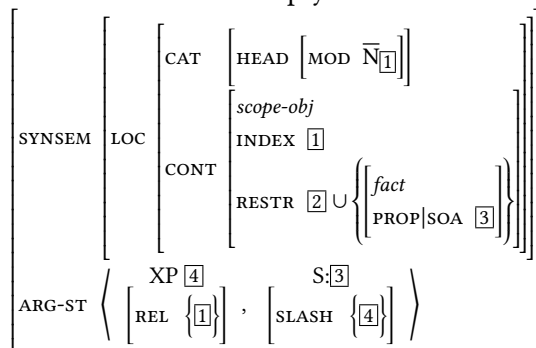 SYNSEM LOC CAT HEAD MOD N̅ 1
CONT scope-obj
INDEX 1
RESTR 2 ∪ { fact
PROP|SOA 3 }
ARG-ST ⟨ XP 4 REL { 1 } , S: 3 SLASH { 4 } ⟩